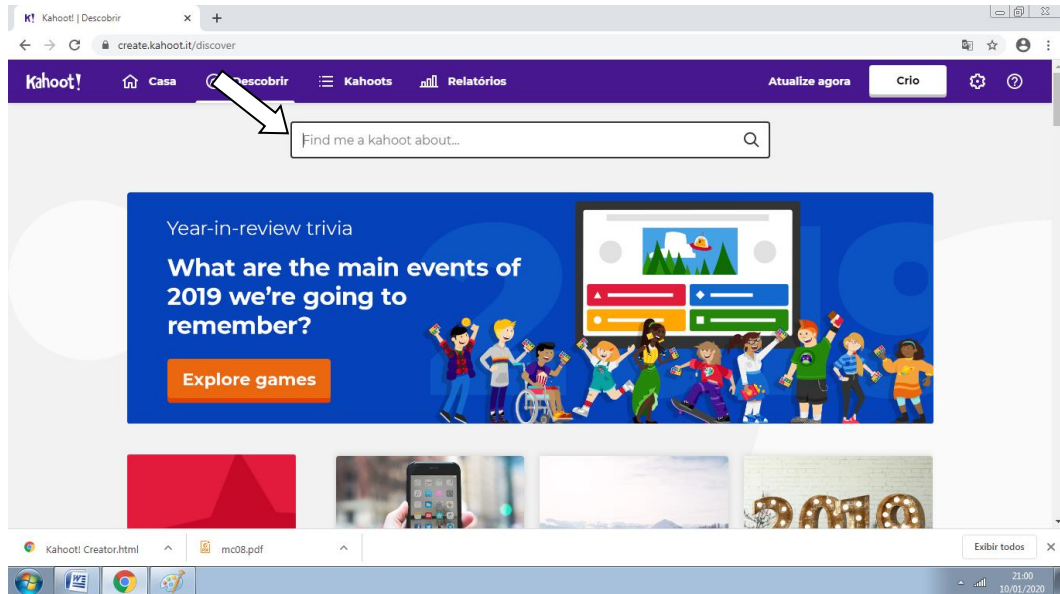 K! Kahoot! | Descobrir
create.kahoot.it/discover
Kahoot! Casa Descobrir Kahoots Relatórios Atualize agora Crio
Find me a kahoot about...
Year-in-review trivia
What are the main events of
2019 we're going to
remember?
Explore games
2019
2019
Kahoot! Creator.html mc08.pdf Exibir todos
21:00
10/01/2020